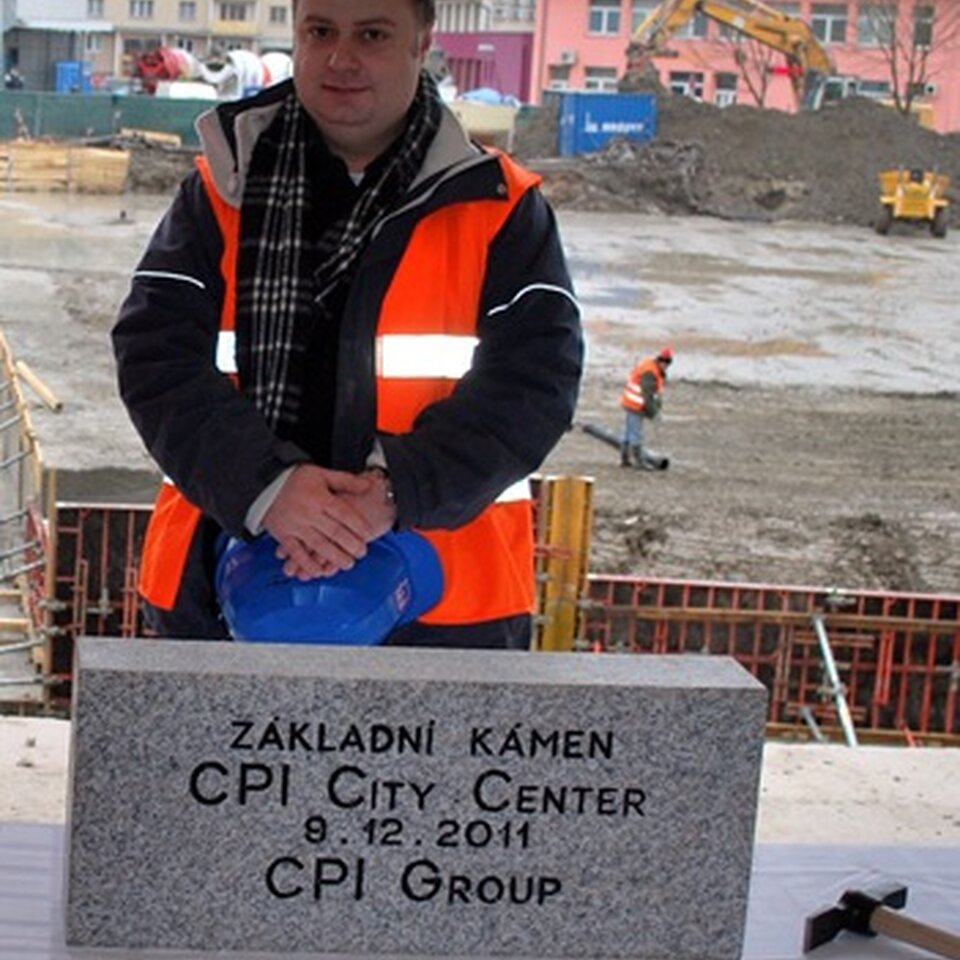 ZÁKLADNÍ KÁMEN
CPI CITY CENTER
9.12.2011
CPI GROUP